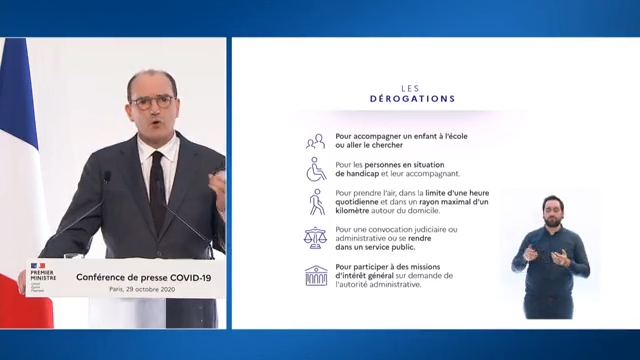 PREMIER
MINISTRE
Liberté
Égalité
Fraternité
Conférence de presse COVID-19
Paris, 29 octobre 2020
LES
DÉROGATIONS
Pour accompagner un enfant à l'école
ou aller le chercher
Pour les personnes en situation
de handicap et leur accompagnant.
Pour prendre l'air, dans la limite d'une heure
quotidienne et dans un rayon maximal d'un
kilomètre autour du domicile.
Pour une convocation judiciaire ou
administrative ou se rendre
dans un service public.
Pour participer à des missions
d'intérêt général sur demande de
l'autorité administrative.